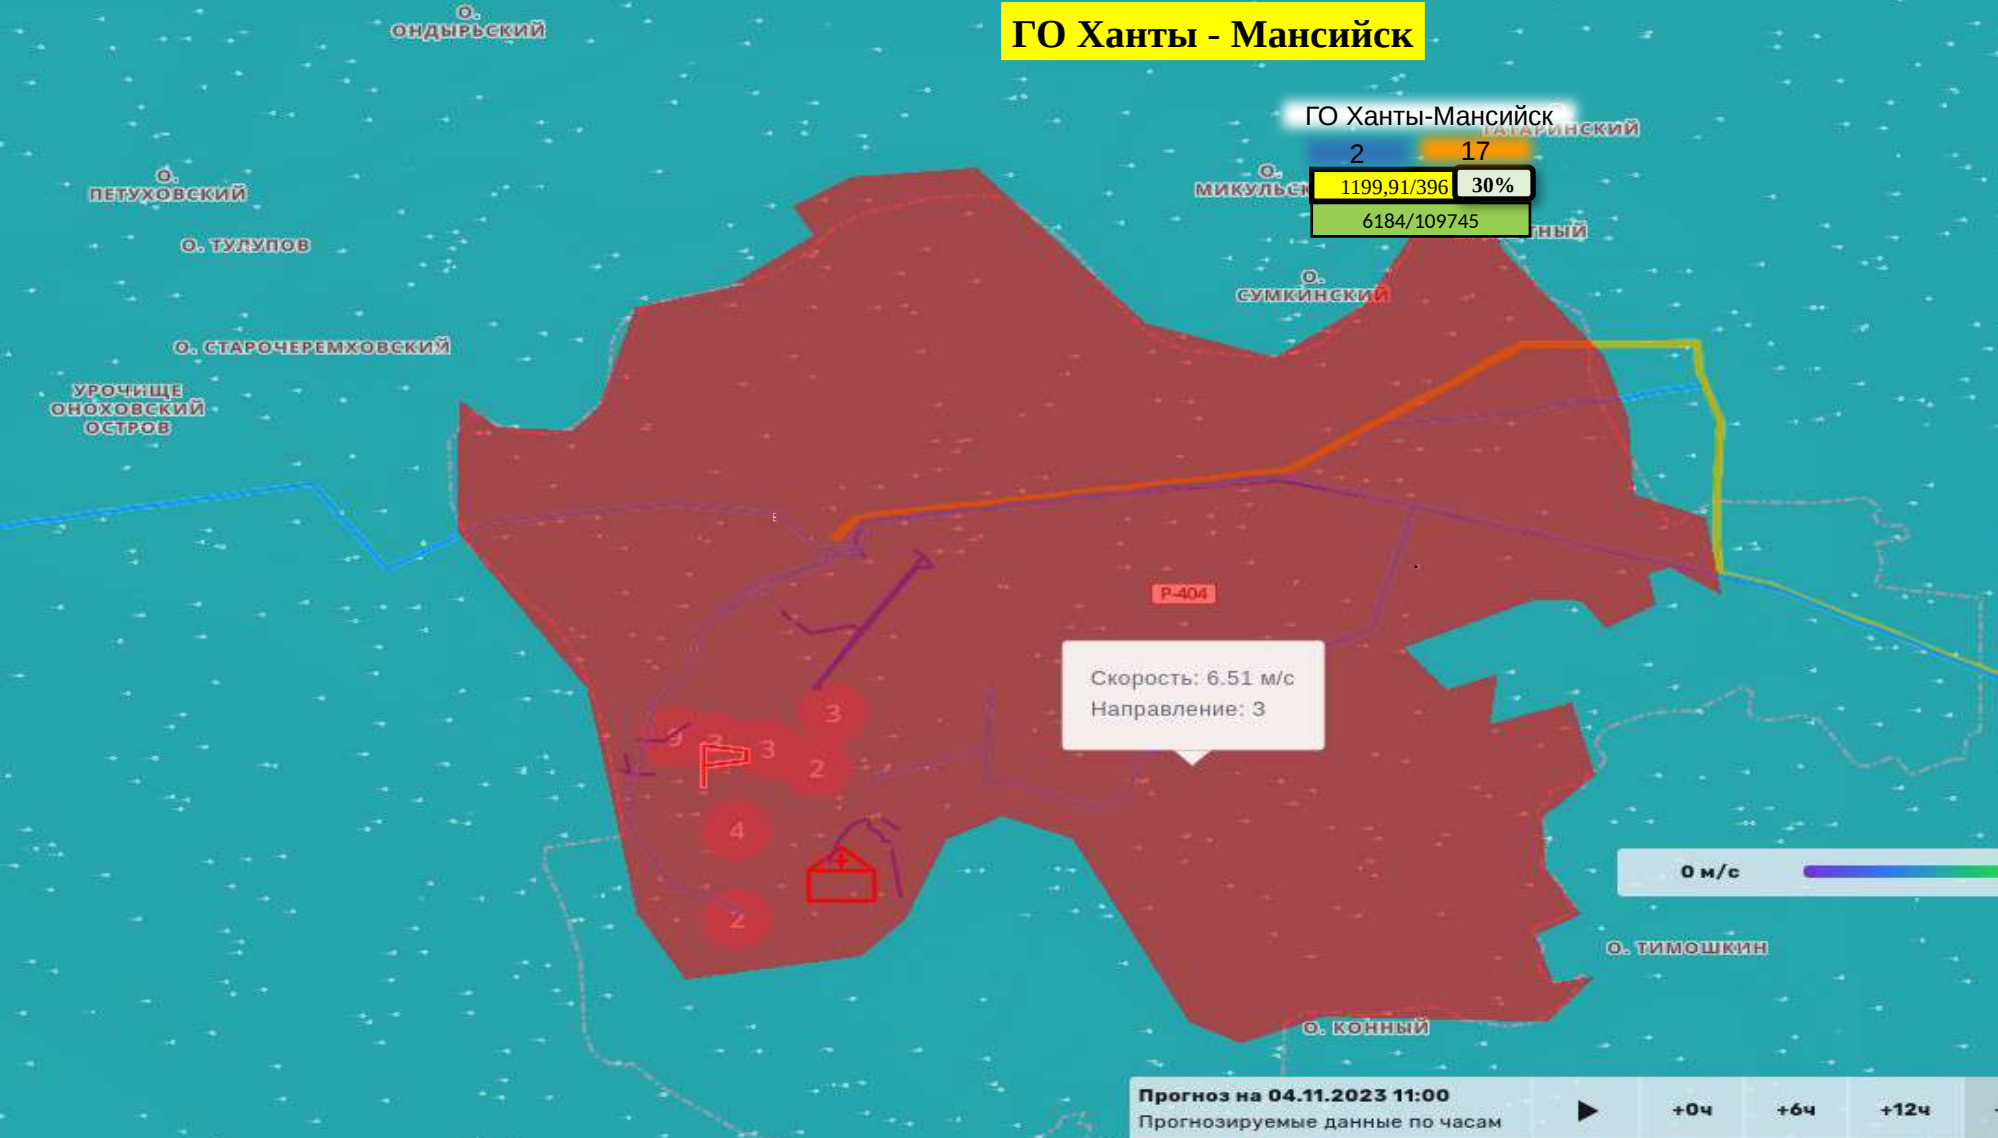 О.
ОНДЫРЬСКИЙ
ГО Ханты - Мансийск
ГО Ханты-Мансийск
ТАТАРИНСКИЙ
2
17
О.
ПЕТУХОВСКИЙ
О.
1199,91/396
30%
6184/109745
О. ТУЛУПОВ
О.
СУМКИНСКИЙ
О. СТАРОЧЕРЕМХОВСКИЙ
УРОЧИЩЕ
ОНОХОВСКИЙ
ОСТРОВ
Е
Р-404
Скорость: 6.51 м/с
Направление: З
3
9
3
3
2
4
2
0 м/с
О. ТИМОШКИН
О. КОННЫЙ
Прогноз на 04.11.2023 11:00
Прогнозируемые данные по часам
+0ч
+6ч
+12ч